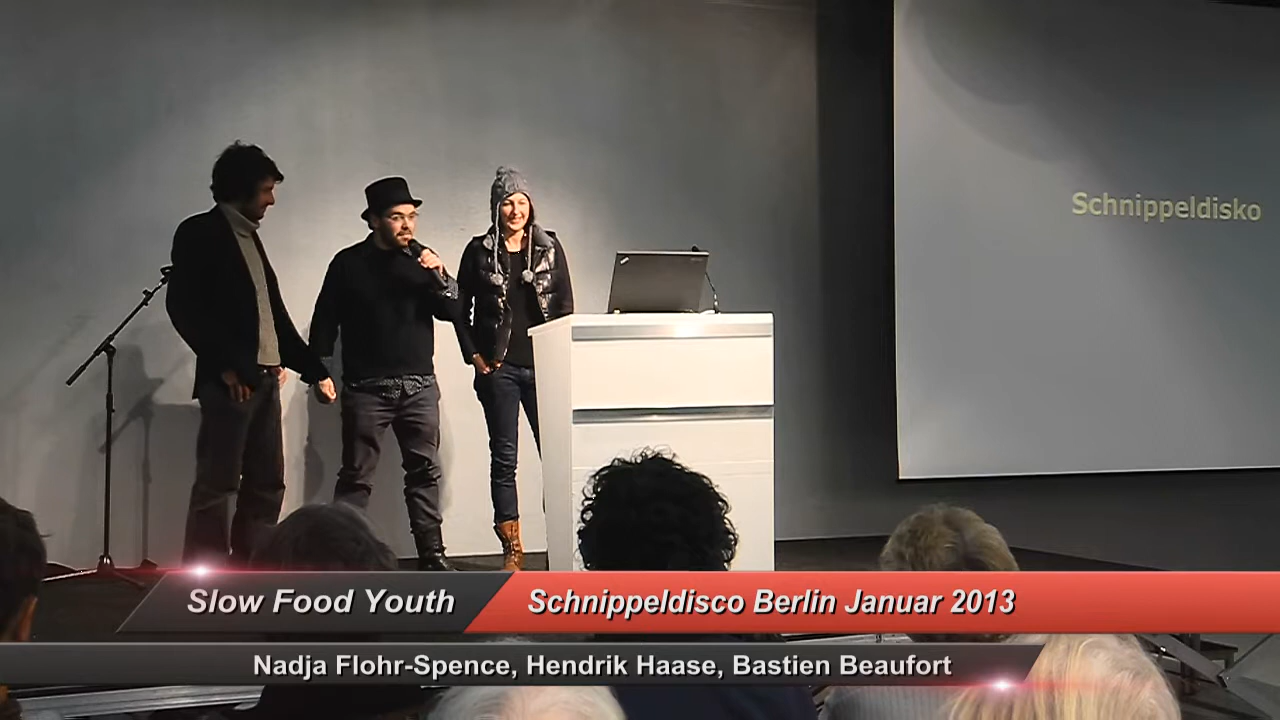 Schnippeldisko
Slow Food Youth
Schnippeldisco Berlin Januar 2013
Nadja Flohr-Spence, Hendrik Haase, Bastien Beaufort